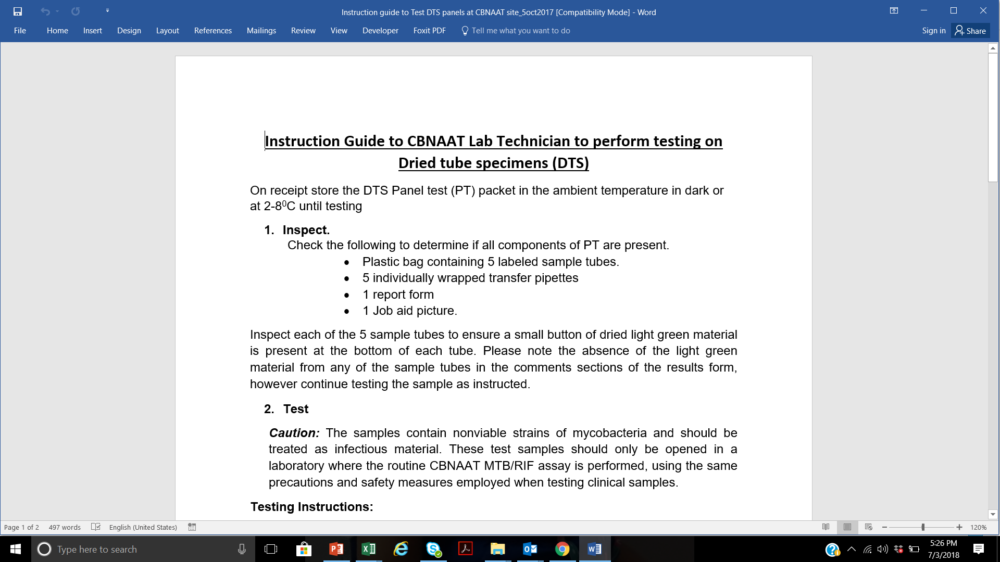 Instruction guide to Test DTS panels at CBNAAT site_5oct2017 [Compatibility Mode] - Word
File Home Insert Design Layout References Mailings Review View Developer Foxit PDF Tell me what you want to do Sign in Share
Instruction Guide to CBNAAT Lab Technician to perform testing on
Dried tube specimens (DTS)
On receipt store the DTS Panel test (PT) packet in the ambient temperature in dark or
at 2-8⁰C until testing
1. Inspect.
Check the following to determine if all components of PT are present.
• Plastic bag containing 5 labeled sample tubes.
• 5 individually wrapped transfer pipettes
• 1 report form
• 1 Job aid picture.
Inspect each of the 5 sample tubes to ensure a small button of dried light green material
is present at the bottom of each tube. Please note the absence of the light green
material from any of the sample tubes in the comments sections of the results form,
however continue testing the sample as instructed.
2. Test
Caution: The samples contain nonviable strains of mycobacteria and should be
treated as infectious material. These test samples should only be opened in a
laboratory where the routine CBNAAT MTB/RIF assay is performed, using the same
precautions and safety measures employed when testing clinical samples.
Testing Instructions:
Page 1 of 2 497 words English (United States) 120%
Type here to search
5:26 PM
7/3/2018